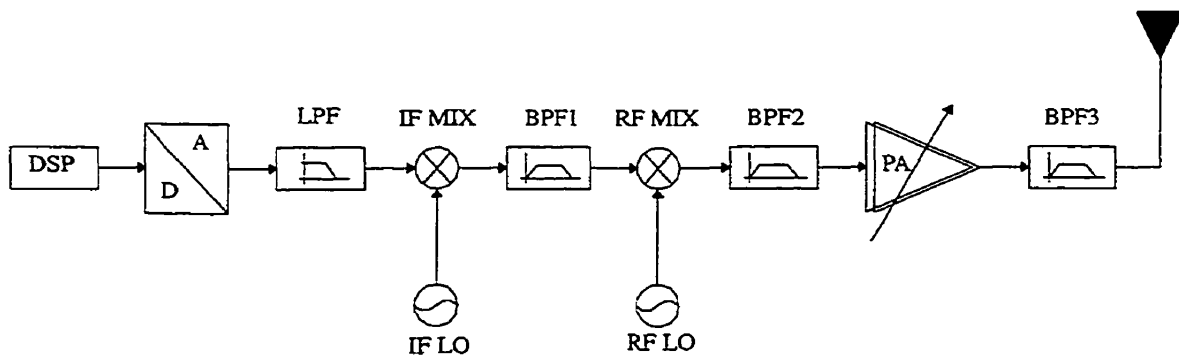 LPF
IF MIX
BPF1
RF MIX
BPF2
BPF3
DSP
A
D
PA
IF LO
RF LO